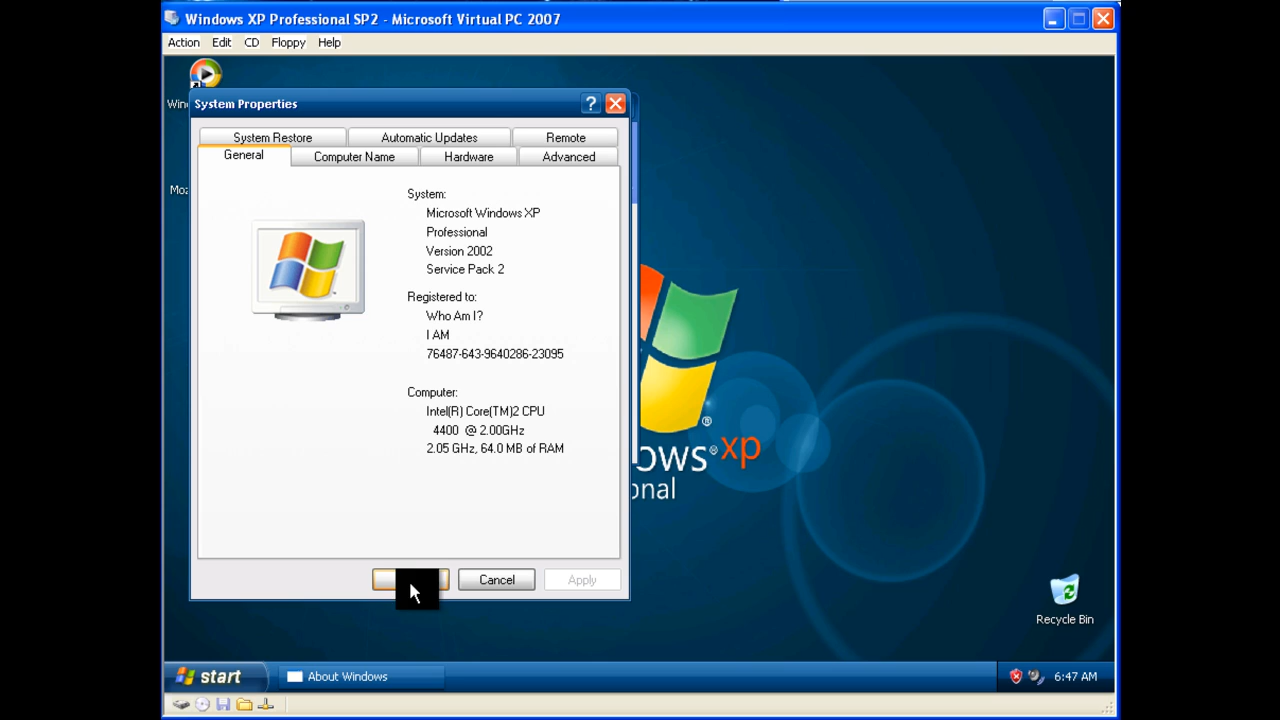 Windows XP Professional SP2 - Microsoft Virtual PC 2007
Action Edit CD Floppy Help
System Properties
System Restore Automatic Updates Remote
General Computer Name Hardware Advanced
System:
Microsoft Windows XP
Professional
Version 2002
Service Pack 2
Registered to:
Who Am I?
I AM
76487-643-9640286-23095
Computer:
Intel(R) Core(TM)2 CPU
4400 @ 2.00GHz
2.05 GHz, 64.0 MB of RAM
Cancel Apply
xp
Recycle Bin
start About Windows 6:47 AM